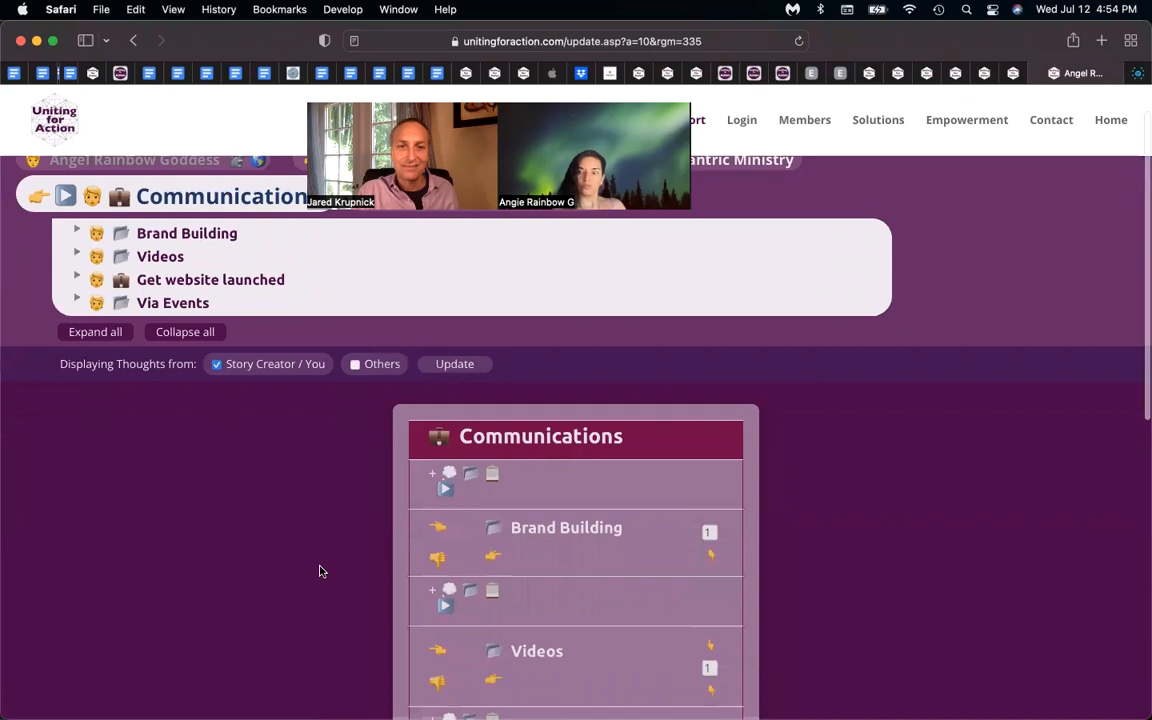 Safari File Edit View History Bookmarks Develop Window Help Wed Jul 12 4:54 PM
unitingforaction.com/update.asp?a=10&rgm=335
Angel R...
Uniting
for
Action
ort Login Members Solutions Empowerment Contact Home
Angel Rainbow Goddess
antric Ministry
Communication
Jared Krupnick
Angie Rainbow G
Brand Building
Videos
Get website launched
Via Events
Expand all Collapse all
Displaying Thoughts from: Story Creator / You Others Update
Communications
+
Brand Building 1
+
Videos
1
+